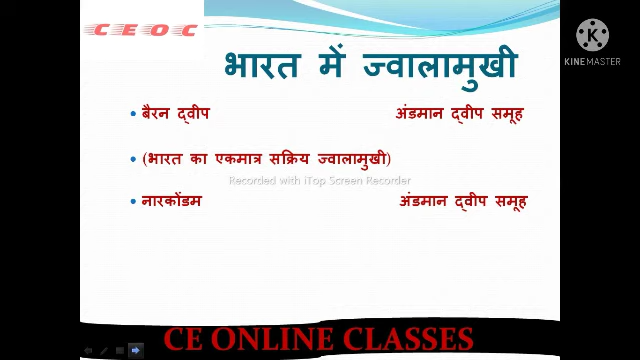 CEOC
KINEMASTER
भारत में ज्वालामुखी
बैरन द्वीप अंडमान द्वीप समूह
(भारत का एकमात्र सक्रिय ज्वालामुखी)
Recorded with iTop Screen Recorder
नारकोंडम अंडमान द्वीप समूह
CE ONLINE CLASSES